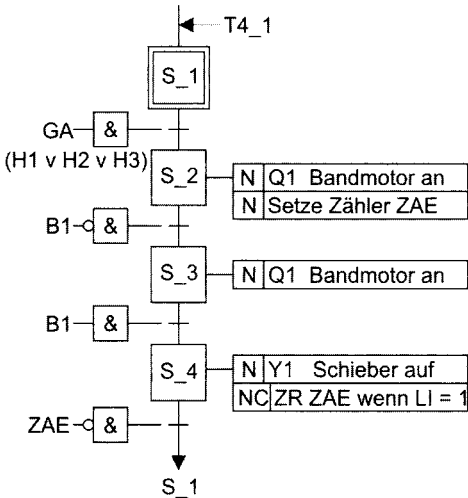 T4_1
S_1
GA &
(H1 v H2 v H3)
S_2 N Q1 Bandmotor an
N Setze Zähler ZAE
B1 &
S_3 N Q1 Bandmotor an
B1 &
S_4 N Y1 Schieber auf
NC ZR ZAE wenn LI = 1
ZAE &
S_1